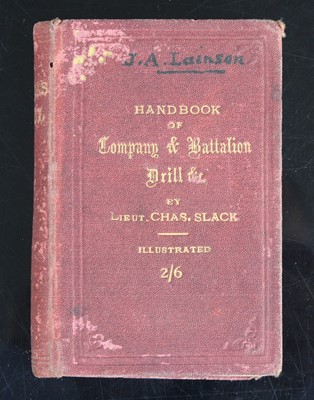 J. A. Lainson
HANDBOOK
OF
Company & Battalion
Drill &c.
BY
LIEUT. CHAS. SLACK
ILLUSTRATED
2/6